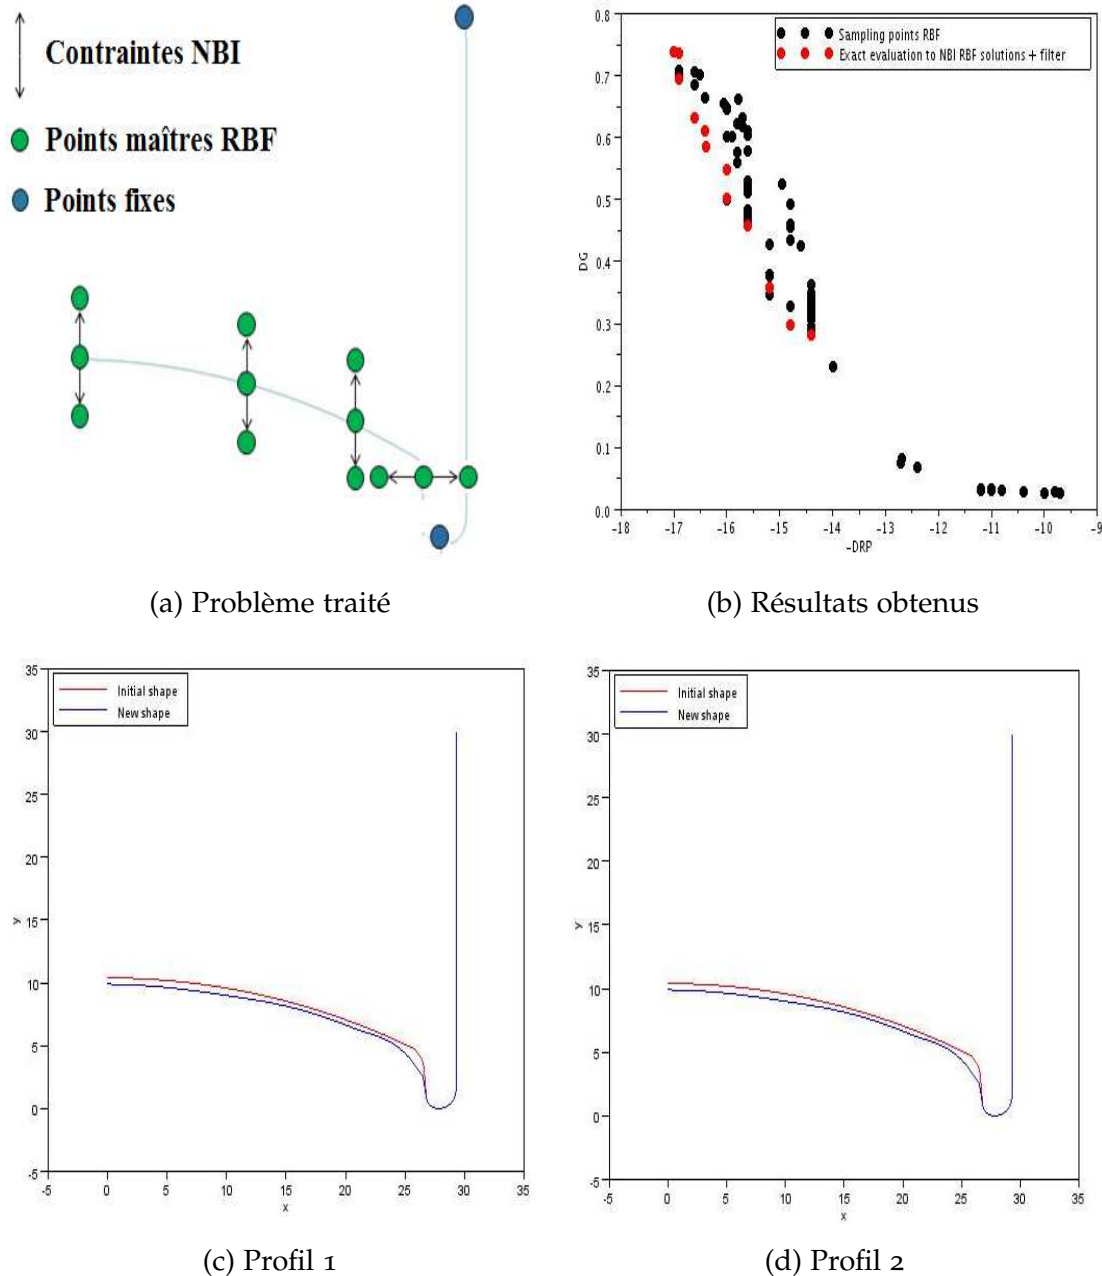 Contraintes NBI
Points maîtres RBF
Points fixes
(a) Problème traité
0.8
0.7
0.6
0.5
0.4
0.3
0.2
0.1
0.0
DG
-18
-17
-16
-15
-14
-13
-12
-11
-10
-9
-DRP
Sampling points RBF
Exact evaluation to NBI RBF solutions + filter
(b) Résultats obtenus
35
30
25
20
15
10
5
0
-5
y
-5
0
5
10
15
20
25
30
35
x
Initial shape
New shape
(c) Profil 1
35
30
25
20
15
10
5
0
-5
y
-5
0
5
10
15
20
25
30
35
x
Initial shape
New shape
(d) Profil 2